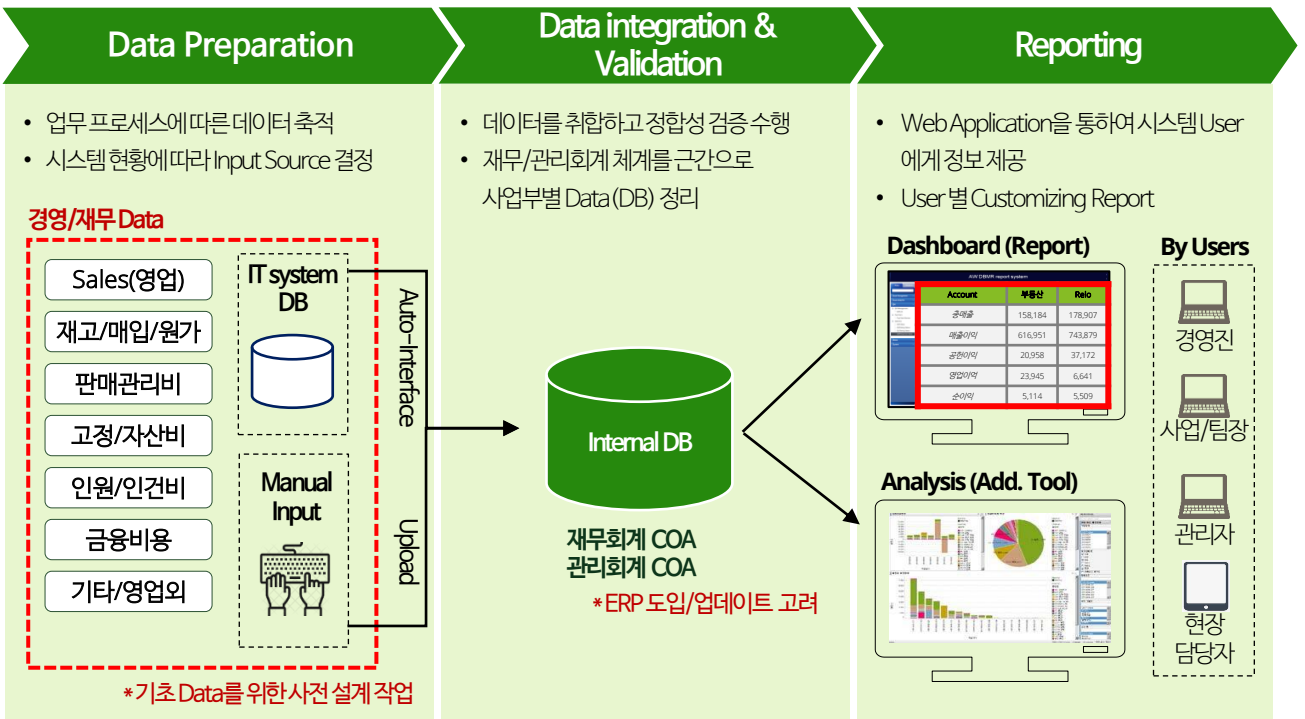 Data Preparation
• 업무 프로세스에 따른 데이터 축적
• 시스템 현황에 따라 Input Source 결정
경영/재무 Data
Sales(영업)
재고/매입/원가
판매관리비
고정/자산비
인원/인건비
금융비용
기타/영업외
IT system
DB
Manual
Input
Auto-Interface
Upload
*기초 Data를 위한 사전 설계 작업
Data integration &
Validation
• 데이터를 취합하고 정합성 검증 수행
• 재무/관리회계 체계를 근간으로
사업부별 Data (DB) 정리
Internal DB
재무회계 COA
관리회계 COA
*ERP 도입/업데이트 고려
Reporting
• Web Application을 통하여 시스템 User
에게 정보 제공
• User 별 Customizing Report
Dashboard (Report)
AW DBMR report system
Account 부동산 Relo
총매출 158,184 178,907
매출이익 616,951 743,879
공헌이익 20,958 37,172
영업이익 23,945 6,641
순이익 5,114 5,509
Analysis (Add. Tool)
By Users
경영진
사업/팀장
관리자
현장
담당자